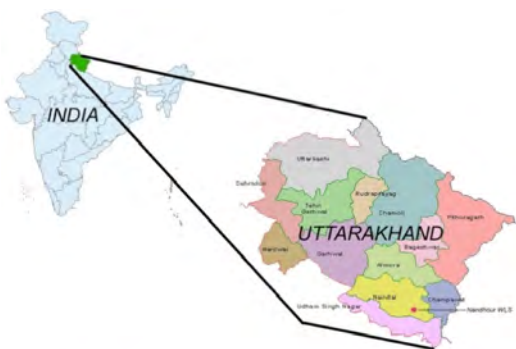 INDIA
Uttarkashi
Dehradun
Rudraprayag
Tehri
Garhwal
Chamoli
Pithoragarh
UTTARAKHAND
Bageshwar
Haridwar
Garhwal
Almora
Nainital
Champawat
Udham Singh Nagar
Nandhour WLS